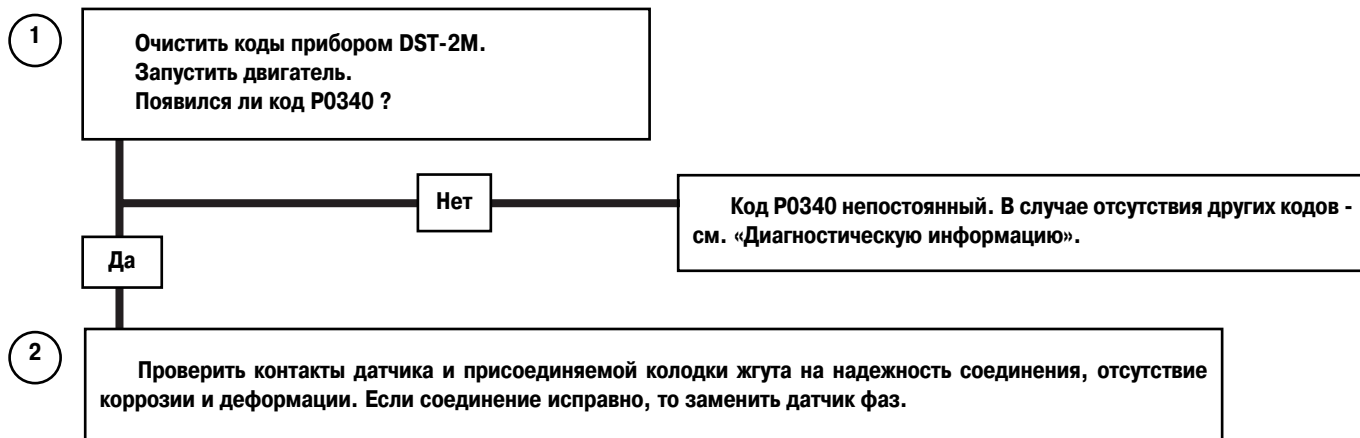 1
Очистить коды прибором DST-2M.
Запустить двигатель.
Появился ли код P0340 ?
Нет
Код P0340 непостоянный. В случае отсутствия других кодов -
см. «Диагностическую информацию».
Да
2
Проверить контакты датчика и присоединяемой колодки жгута на надежность соединения, отсутствие
коррозии и деформации. Если соединение исправно, то заменить датчик фаз.